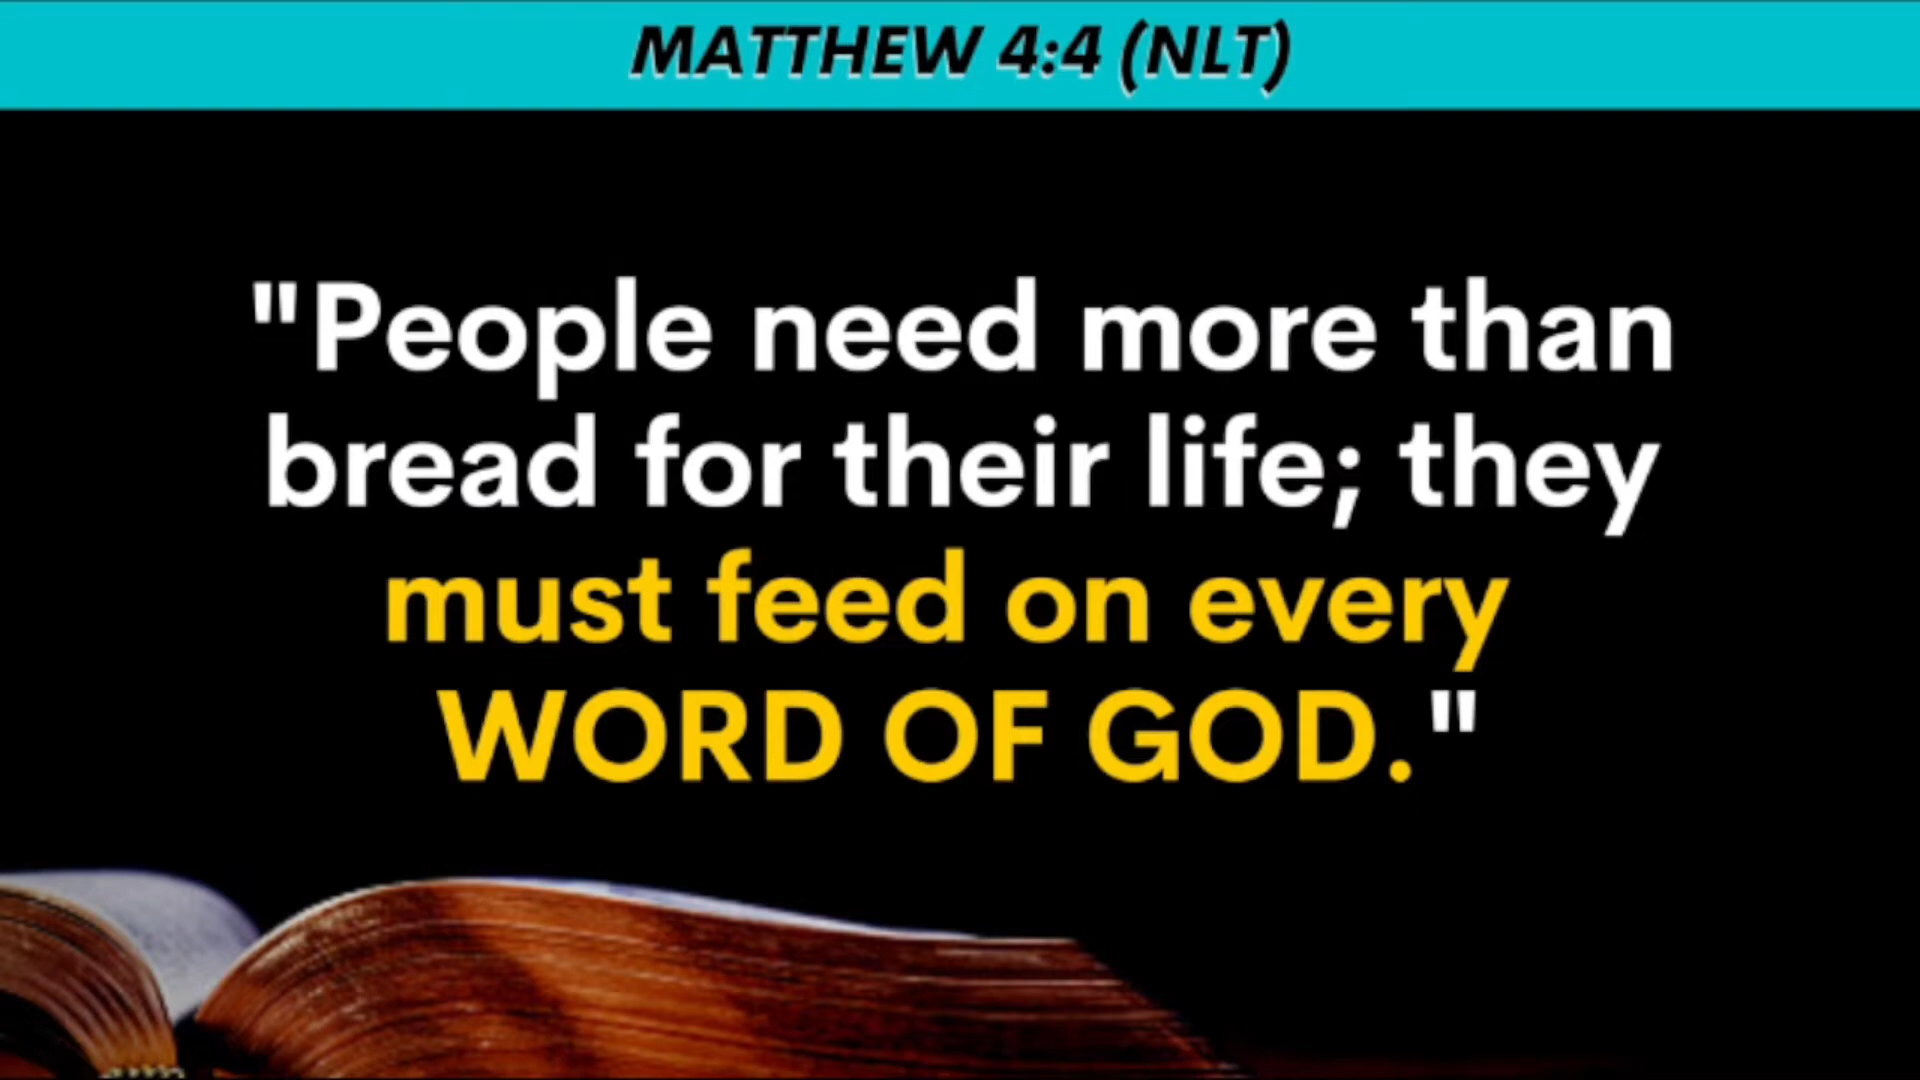 MATTHEW 4:4 (NLT)
"People need more than
bread for their life; they
must feed on every
WORD OF GOD."